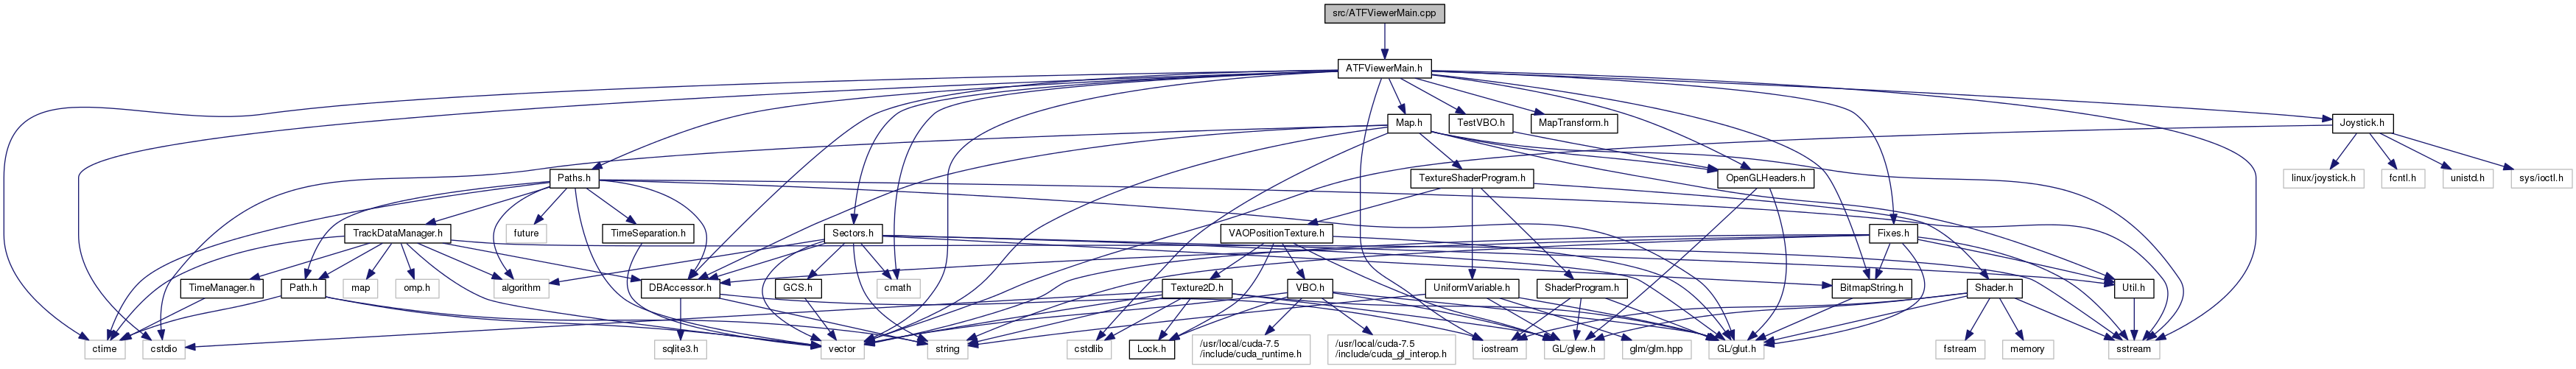 src/ATFViewerMain.cpp
ATFViewerMain.h
Map.h
TestVBO.h
MapTransform.h
Joystick.h
Paths.h
TextureShaderProgram.h
OpenGLHeaders.h
linux/joystick.h
fcntl.h
unistd.h
sys/ioctl.h
TrackDataManager.h
future
TimeSeparation.h
Sectors.h
VAOPositionTexture.h
Fixes.h
TimeManager.h
Path.h
map
omp.h
algorithm
DBAccessor.h
GCS.h
cmath
Texture2D.h
VBO.h
UniformVariable.h
ShaderProgram.h
BitmapString.h
Shader.h
Util.h
ctime
cstdio
sqlite3.h
vector
string
cstdlib
Lock.h
/usr/local/cuda-7.5
/include/cuda_runtime.h
/usr/local/cuda-7.5
/include/cuda_gl_interop.h
iostream
GL/glew.h
glm/glm.hpp
GL/glut.h
fstream
memory
sstream